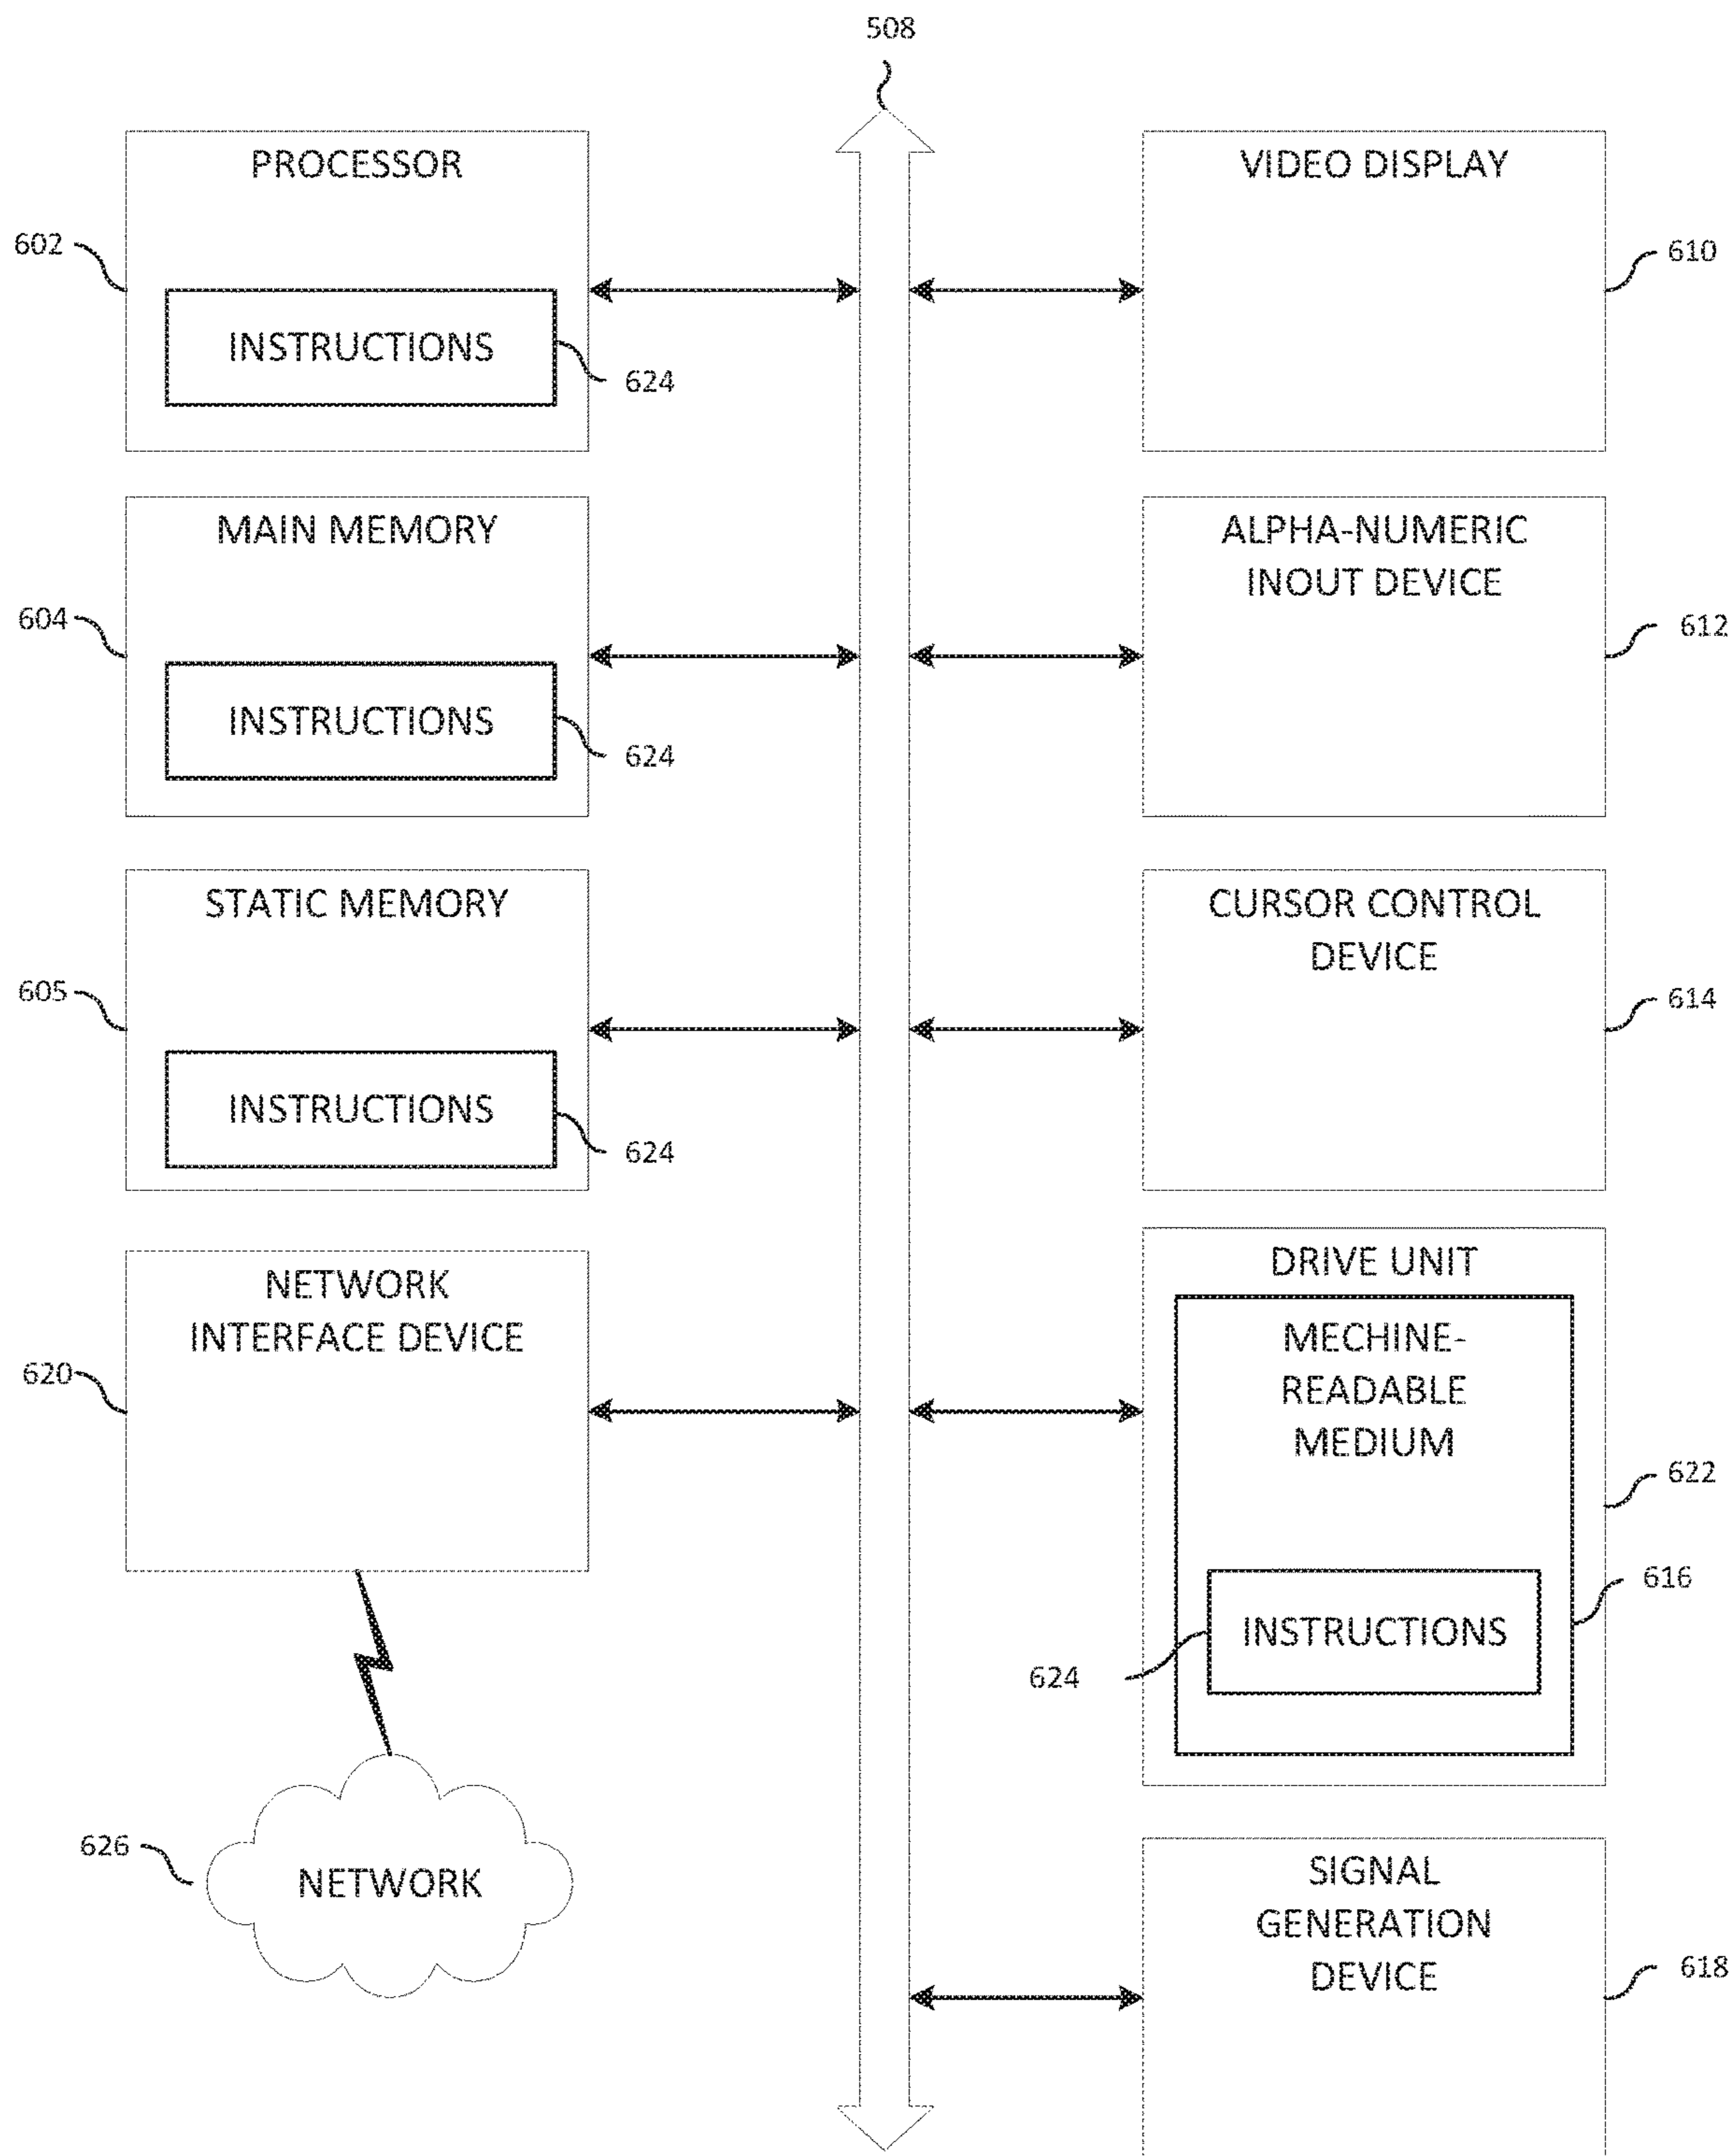 508
PROCESSOR
602
INSTRUCTIONS
624
VIDEO DISPLAY
610
MAIN MEMORY
604
INSTRUCTIONS
624
ALPHA-NUMERIC
INOUT DEVICE
612
STATIC MEMORY
605
INSTRUCTIONS
624
CURSOR CONTROL
DEVICE
614
NETWORK
INTERFACE DEVICE
620
DRIVE UNIT
MECHINE-
READABLE
MEDIUM
622
616
INSTRUCTIONS
624
626
NETWORK
SIGNAL
GENERATION
DEVICE
618